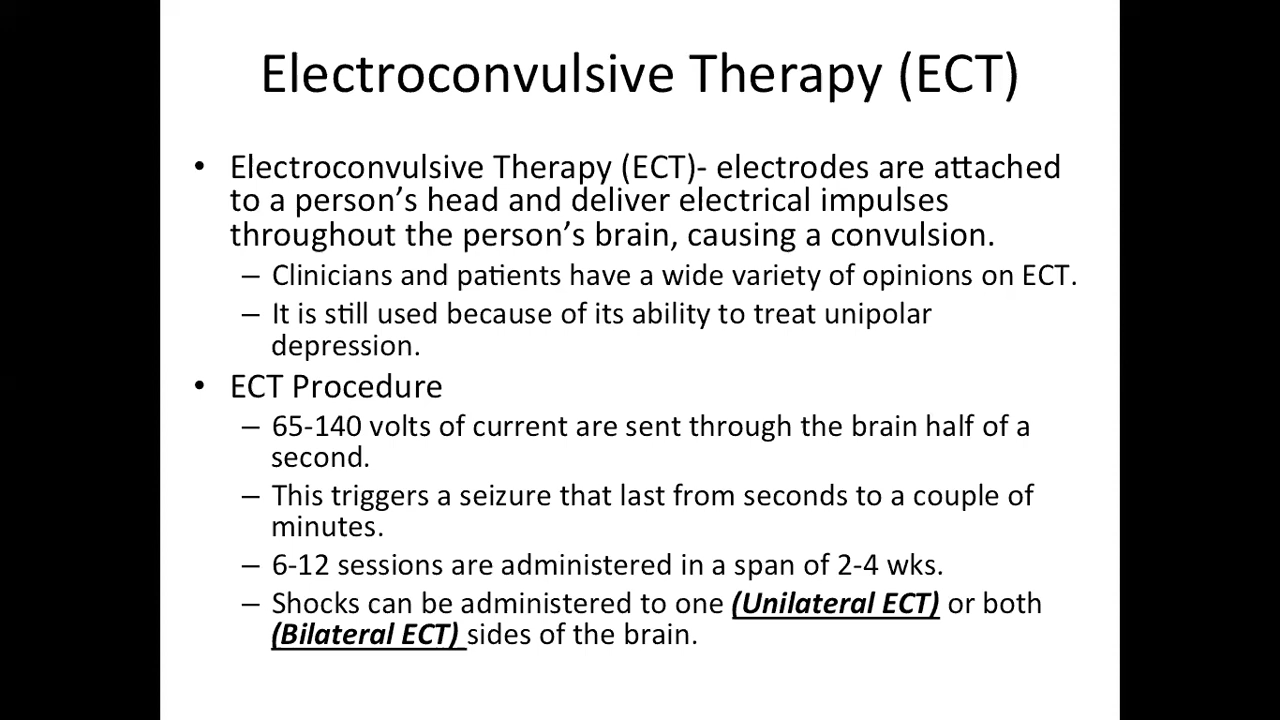 Electroconvulsive Therapy (ECT)
• Electroconvulsive Therapy (ECT)- electrodes are attached
to a person's head and deliver electrical impulses
throughout the person's brain, causing a convulsion.
– Clinicians and patients have a wide variety of opinions on ECT.
– It is still used because of its ability to treat unipolar
depression.
• ECT Procedure
– 65-140 volts of current are sent through the brain half of a
second.
– This triggers a seizure that last from seconds to a couple of
minutes.
– 6-12 sessions are administered in a span of 2-4 wks.
– Shocks can be administered to one (Unilateral ECT) or both
(Bilateral ECT) sides of the brain.